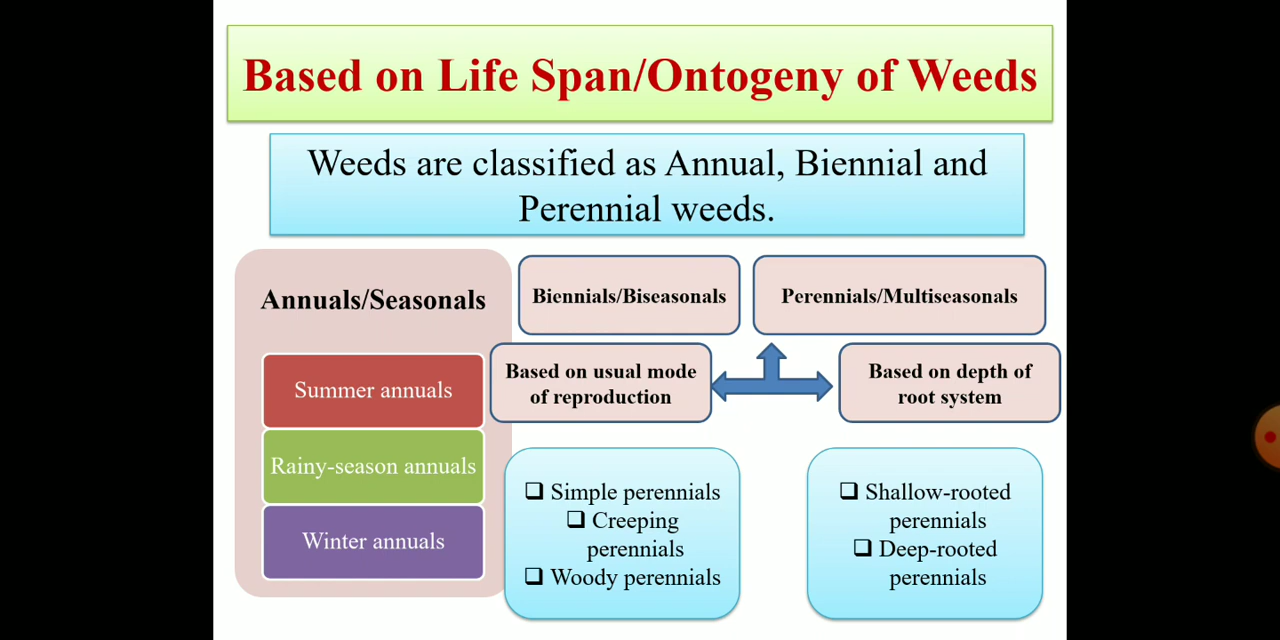 Based on Life Span/Ontogeny of Weeds
Weeds are classified as Annual, Biennial and
Perennial weeds.
Annuals/Seasonals
Summer annuals
Rainy-season annuals
Winter annuals
Biennials/Biseasonals
Perennials/Multiseasonals
Based on usual mode
of reproduction
Based on depth of
root system
❑ Simple perennials
❑ Creeping
perennials
❑ Woody perennials
❑ Shallow-rooted
perennials
❑ Deep-rooted
perennials